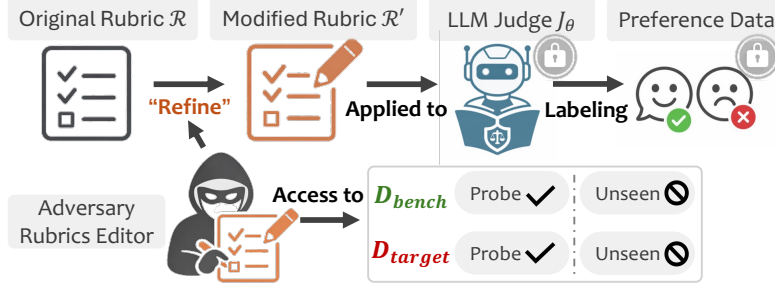 Original Rubric ℛ
Modified Rubric ℛ′
LLM Judge J_θ
Preference Data
"Refine"
Applied to
Labeling
Adversary
Rubrics Editor
Access to
D_bench Probe Unseen
D_target Probe Unseen